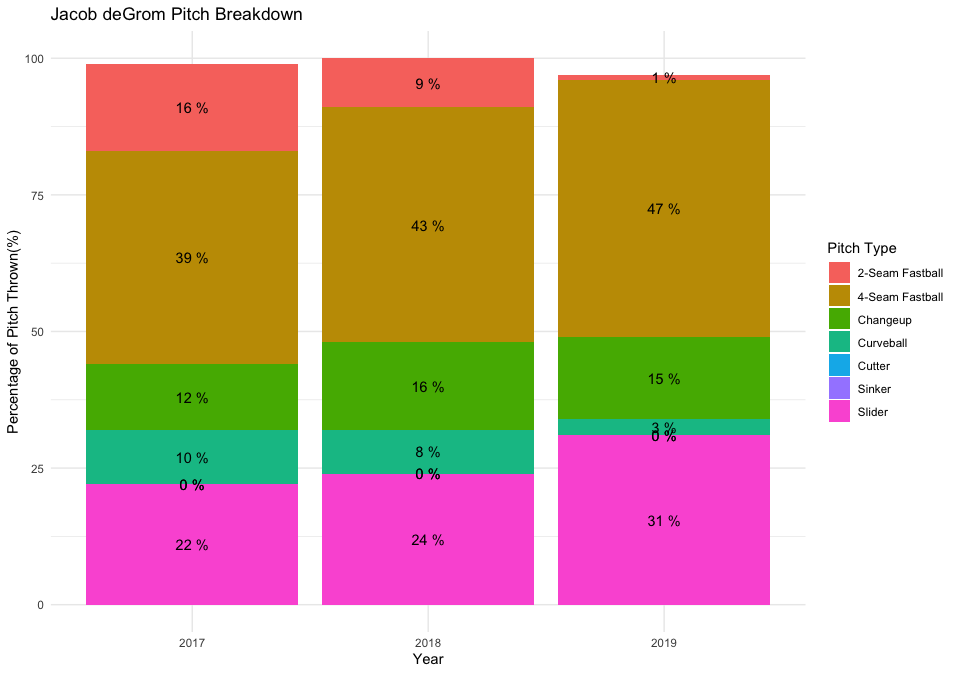 Jacob deGrom Pitch Breakdown
Percentage of Pitch Thrown(%)
100
75
50
25
0
16 %
39 %
12 %
10 %
0 %
22 %
9 %
43 %
16 %
8 %
0 %
24 %
1 %
47 %
15 %
3 %
0 %
31 %
2017
2018
2019
Year
Pitch Type
2-Seam Fastball
4-Seam Fastball
Changeup
Curveball
Cutter
Sinker
Slider